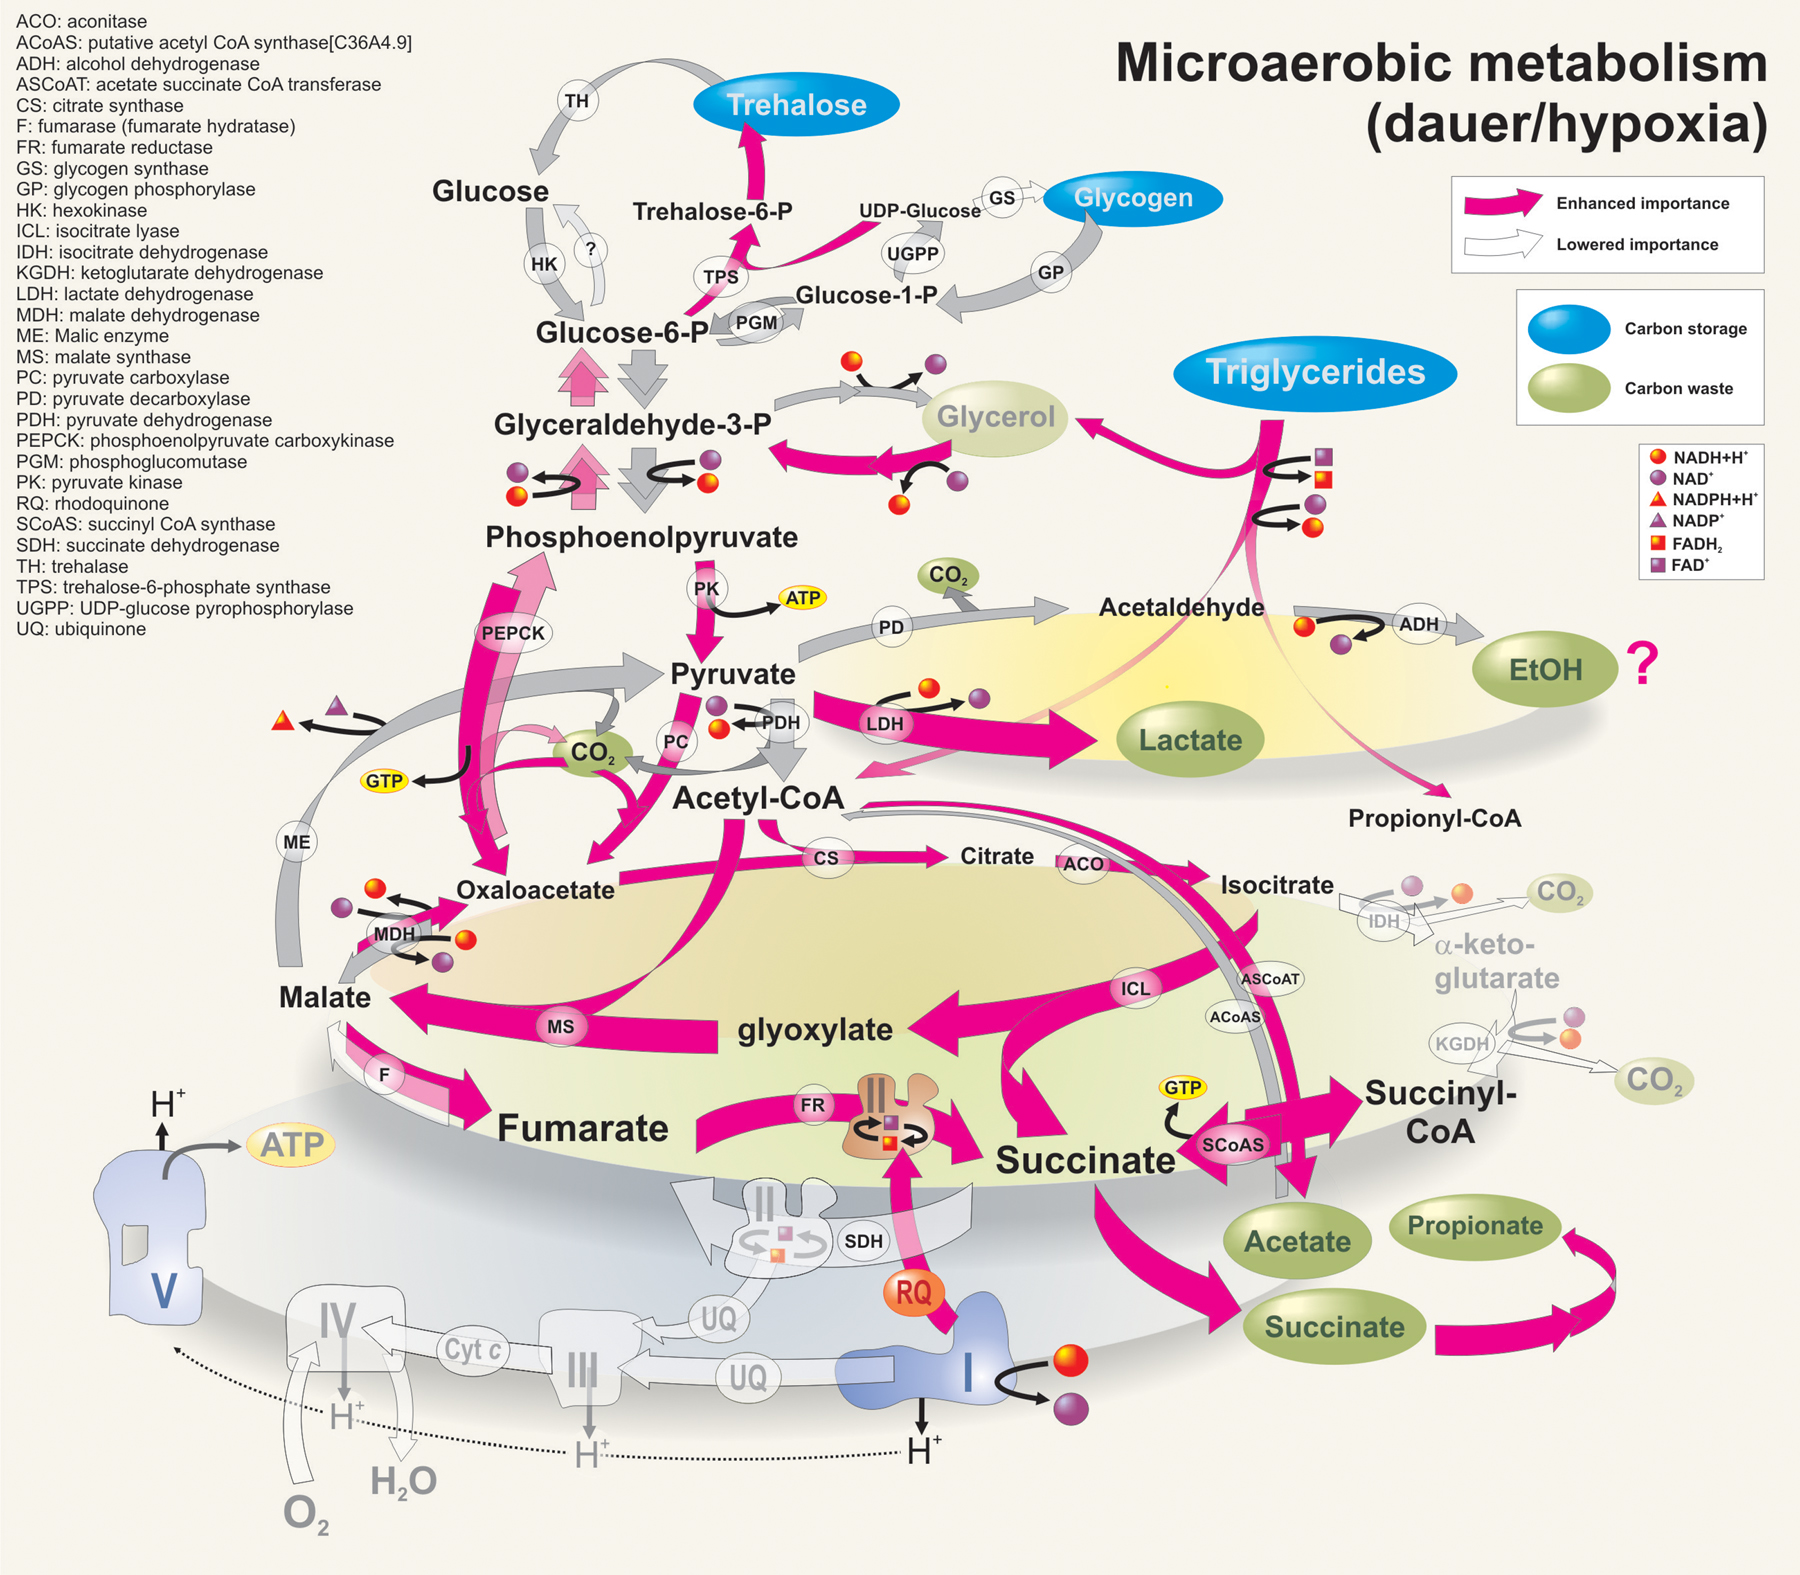 ACO: aconitase
ACoAS: putative acetyl CoA synthase[C36A4.9]
ADH: alcohol dehydrogenase
ASCoAT: acetate succinate CoA transferase
CS: citrate synthase
F: fumarase (fumarate hydratase)
FR: fumarate reductase
GS: glycogen synthase
GP: glycogen phosphorylase
HK: hexokinase
ICL: isocitrate lyase
IDH: isocitrate dehydrogenase
KGDH: ketoglutarate dehydrogenase
LDH: lactate dehydrogenase
MDH: malate dehydrogenase
ME: Malic enzyme
MS: malate synthase
PC: pyruvate carboxylase
PD: pyruvate decarboxylase
PDH: pyruvate dehydrogenase
PEPCK: phosphoenolpyruvate carboxykinase
PGM: phosphoglucomutase
PK: pyruvate kinase
RQ: rhodoquinone
SCoAS: succinyl CoA synthase
SDH: succinate dehydrogenase
TH: trehalase
TPS: trehalose-6-phosphate synthase
UGPP: UDP-glucose pyrophosphorylase
UQ: ubiquinone
Microaerobic metabolism
(dauer/hypoxia)
Enhanced importance
Lowered importance
Carbon storage
Carbon waste
NADH+H⁺
NAD⁺
NADPH+H⁺
NADP⁺
FADH₂
FAD⁺
TH
Trehalose
Glucose
Trehalose-6-P
UDP-Glucose
GS
Glycogen
HK
?
TPS
UGPP
GP
Glucose-1-P
Glucose-6-P
PGM
Triglycerides
Glyceraldehyde-3-P
Glycerol
Phosphoenolpyruvate
PK
ATP
CO₂
PEPCK
PD
Acetaldehyde
ADH
EtOH
?
Pyruvate
PC
PDH
LDH
Lactate
CO₂
GTP
Acetyl-CoA
Propionyl-CoA
ME
CS
Citrate
ACO
Isocitrate
Oxaloacetate
IDH
CO₂
MDH
α-keto-
glutarate
Malate
MS
glyoxylate
ICL
ASCoAT
ACoAS
KGDH
CO₂
F
Fumarate
FR
II
GTP
Succinyl-
CoA
SCoAS
Succinate
H⁺
ATP
V
II
SDH
Acetate
Propionate
RQ
Succinate
IV
Cyt c
III
UQ
UQ
I
H⁺
H⁺
H⁺
H₂O
O₂